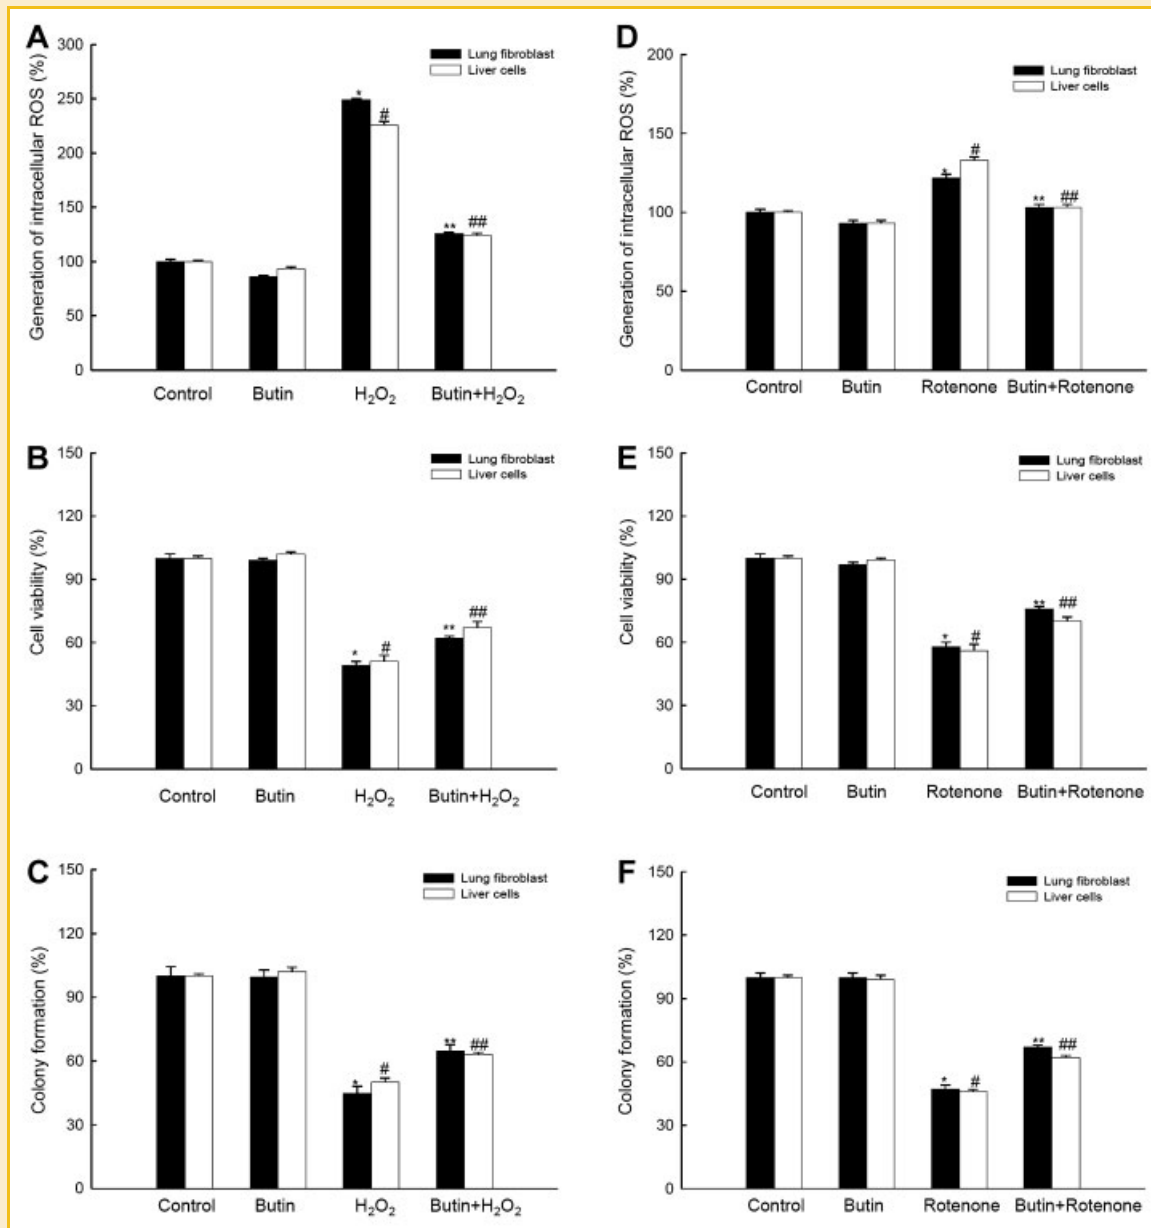 A
Generation of intracellular ROS (%)
300
250
200
150
100
50
0
Lung fibroblast
Liver cells
*
#
**
##
Control Butin H₂O₂ Butin+H₂O₂
D
Generation of intracellular ROS (%)
200
150
100
50
0
Lung fibroblast
Liver cells
*
#
**
##
Control Butin Rotenone Butin+Rotenone
B
Cell viability (%)
150
120
90
60
30
0
Lung fibroblast
Liver cells
*
#
**
##
Control Butin H₂O₂ Butin+H₂O₂
E
Cell viability (%)
150
120
90
60
30
0
Lung fibroblast
Liver cells
*
#
**
##
Control Butin Rotenone Butin+Rotenone
C
Colony formation (%)
150
120
90
60
30
0
Lung fibroblast
Liver cells
*
#
**
##
Control Butin H₂O₂ Butin+H₂O₂
F
Colony formation (%)
150
120
90
60
30
0
Lung fibroblast
Liver cells
*
#
**
##
Control Butin Rotenone Butin+Rotenone